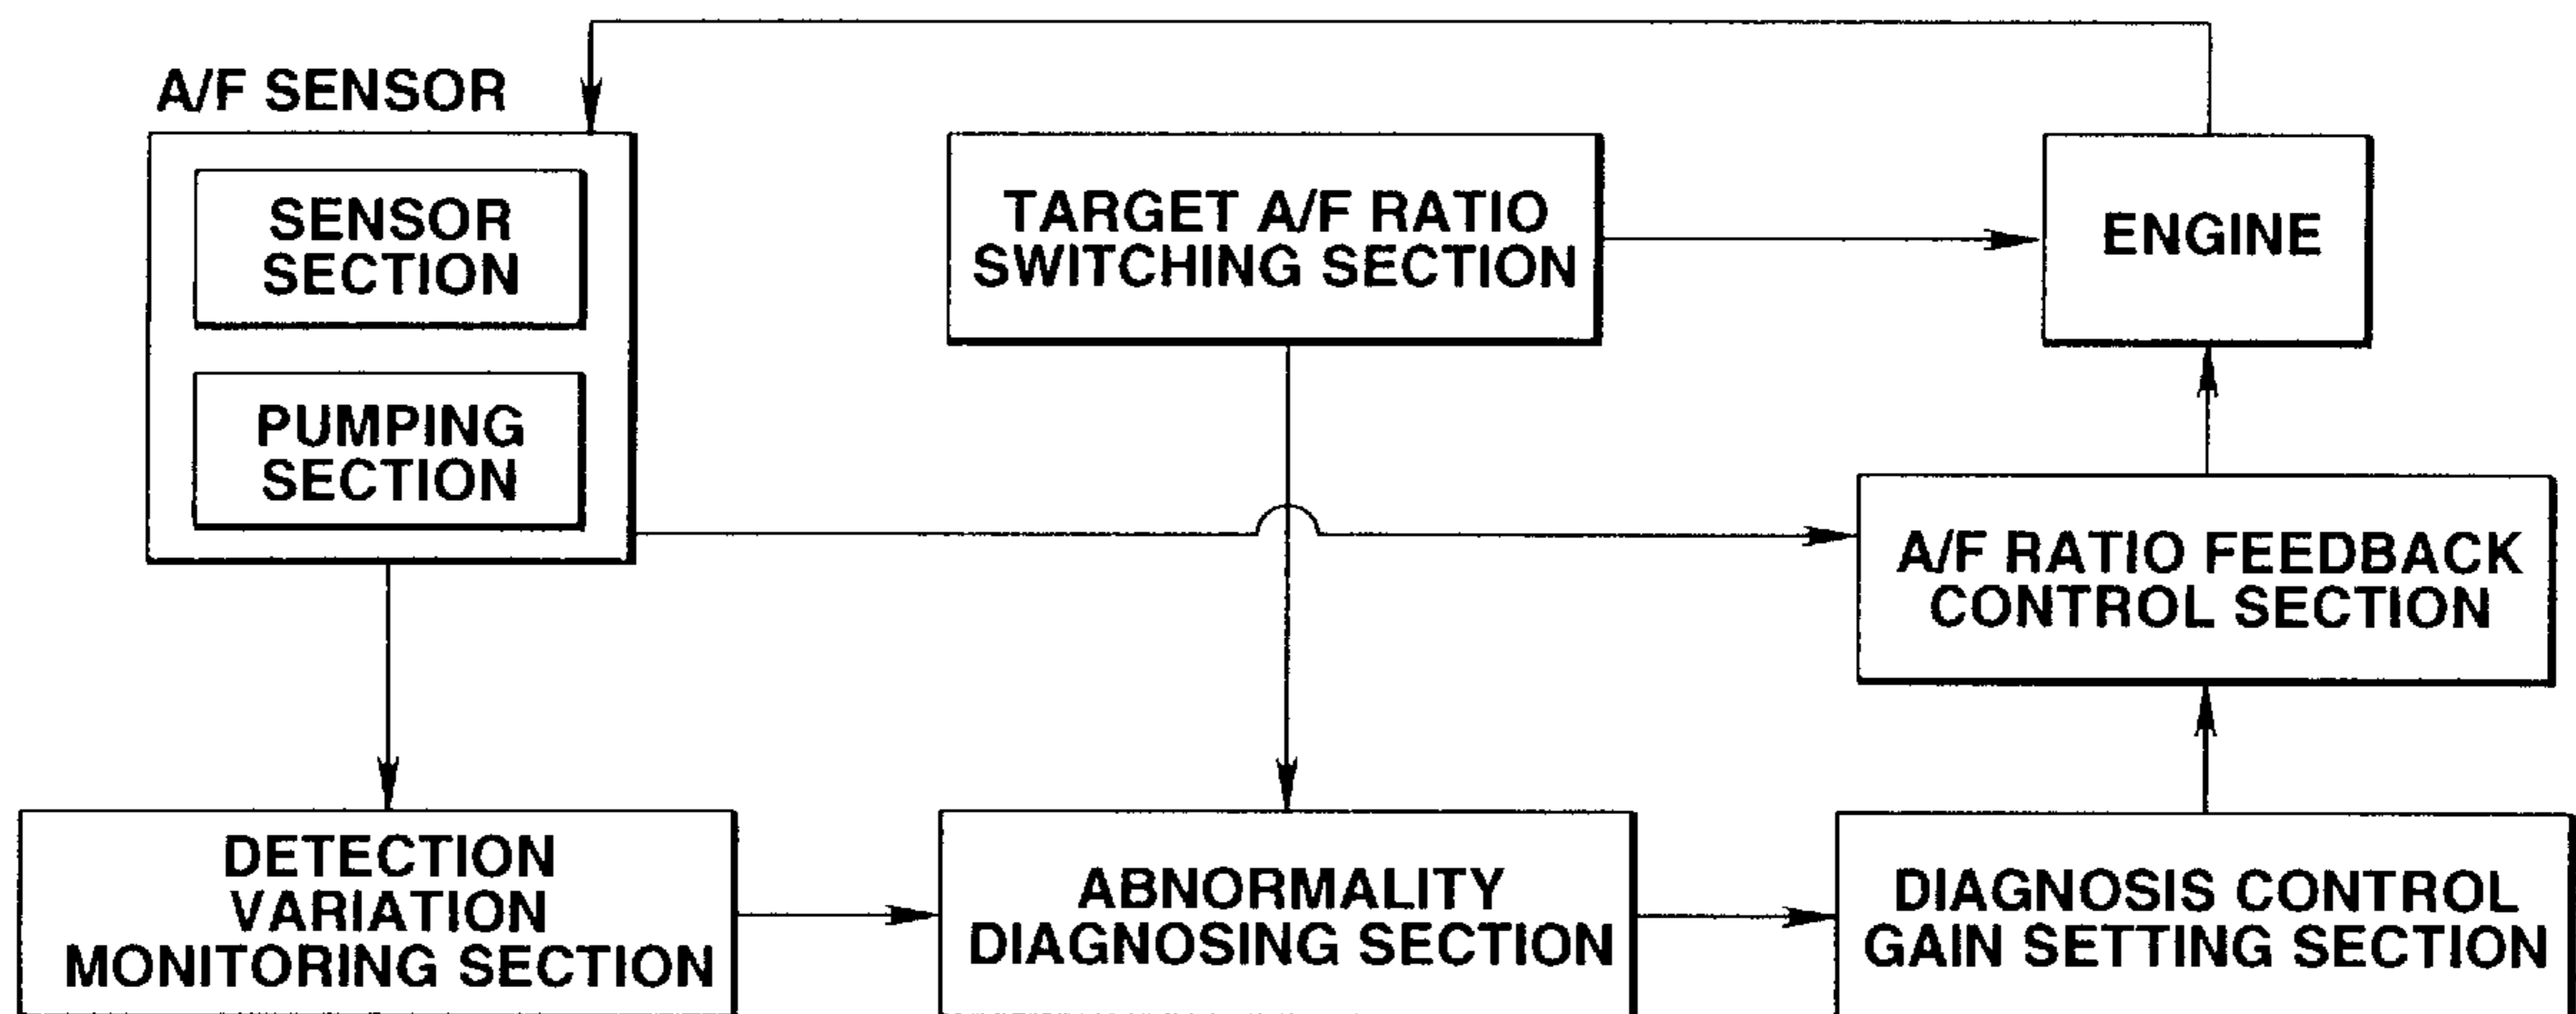 A/F SENSOR
SENSOR
SECTION
PUMPING
SECTION
TARGET A/F RATIO
SWITCHING SECTION
ENGINE
A/F RATIO FEEDBACK
CONTROL SECTION
DETECTION
VARIATION
MONITORING SECTION
ABNORMALITY
DIAGNOSING SECTION
DIAGNOSIS CONTROL
GAIN SETTING SECTION